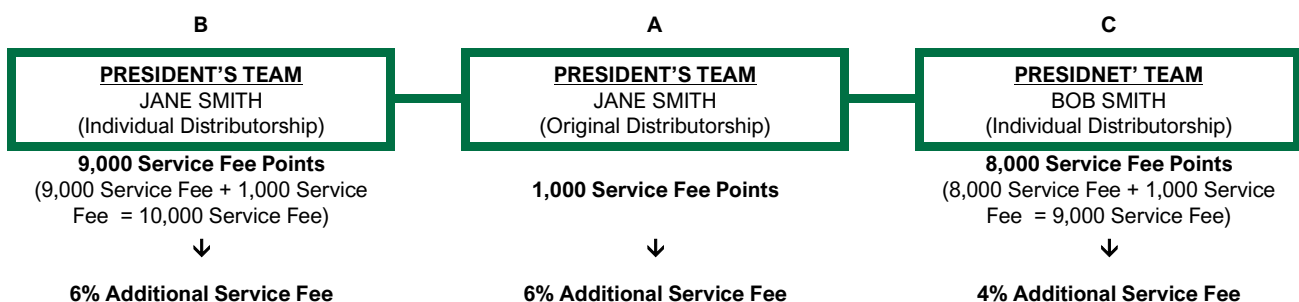 B
PRESIDENT’S TEAM
JANE SMITH
(Individual Distributorship)
9,000 Service Fee Points
(9,000 Service Fee + 1,000 Service
Fee = 10,000 Service Fee)
6% Additional Service Fee
A
PRESIDENT’S TEAM
JANE SMITH
(Original Distributorship)
1,000 Service Fee Points
6% Additional Service Fee
C
PRESIDNET’ TEAM
BOB SMITH
(Individual Distributorship)
8,000 Service Fee Points
(8,000 Service Fee + 1,000 Service
Fee = 9,000 Service Fee)
4% Additional Service Fee